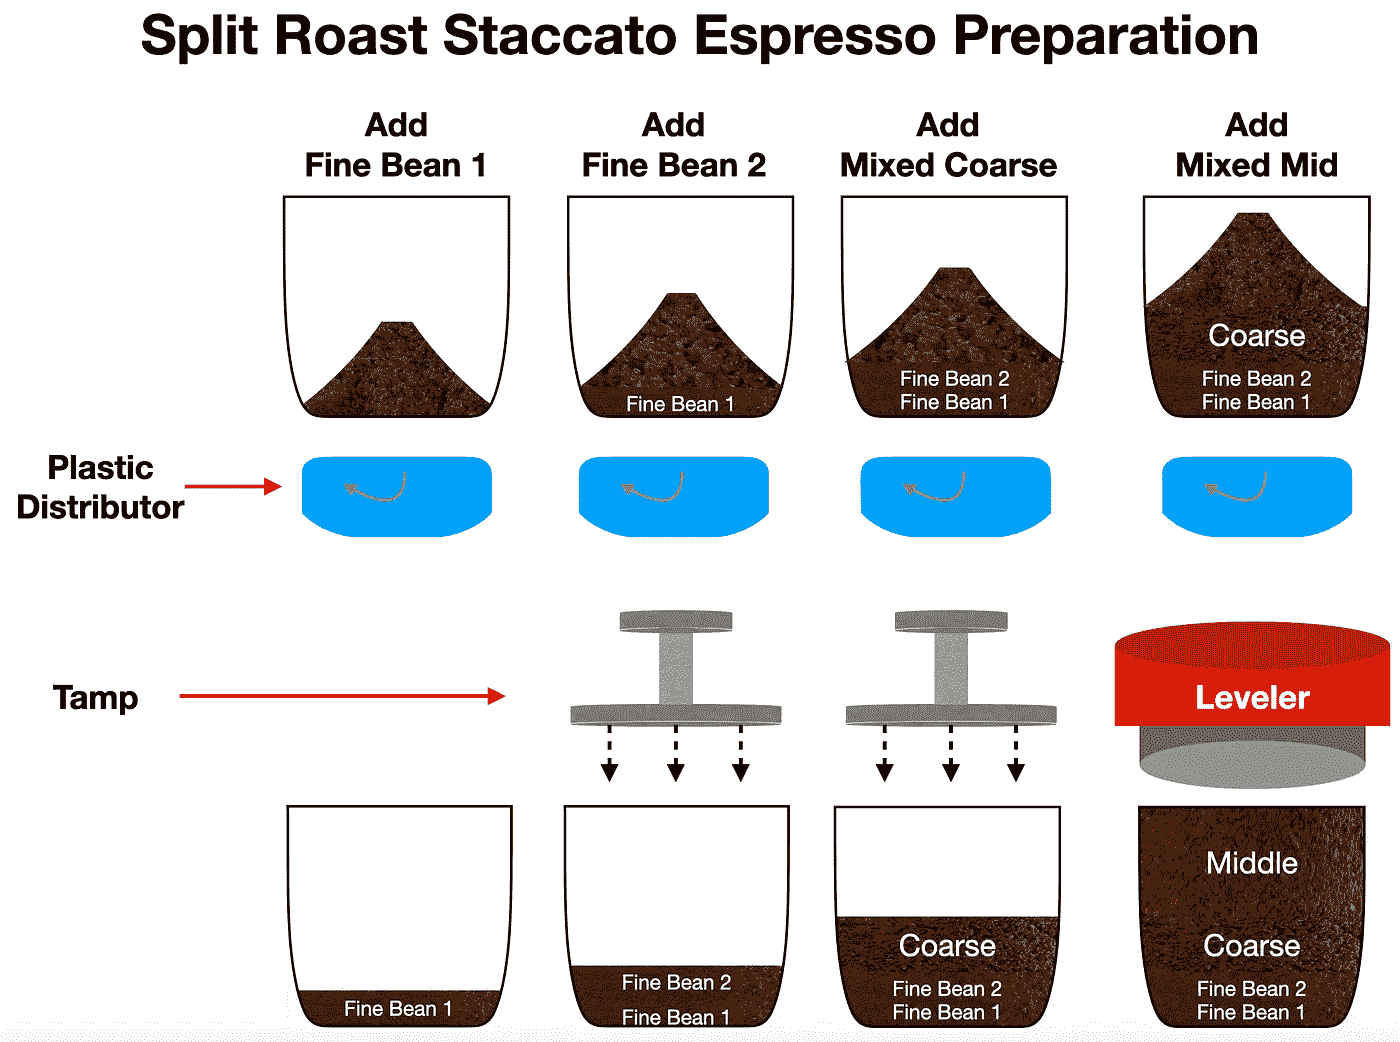 Split Roast Staccato Espresso Preparation
Add
Fine Bean 1
Add
Fine Bean 2
Add
Mixed Coarse
Add
Mixed Mid
Fine Bean 1
Fine Bean 2
Fine Bean 1
Coarse
Fine Bean 2
Fine Bean 1
Plastic
Distributor
Tamp
Leveler
Fine Bean 1
Fine Bean 2
Fine Bean 1
Coarse
Fine Bean 2
Fine Bean 1
Middle
Coarse
Fine Bean 2
Fine Bean 1